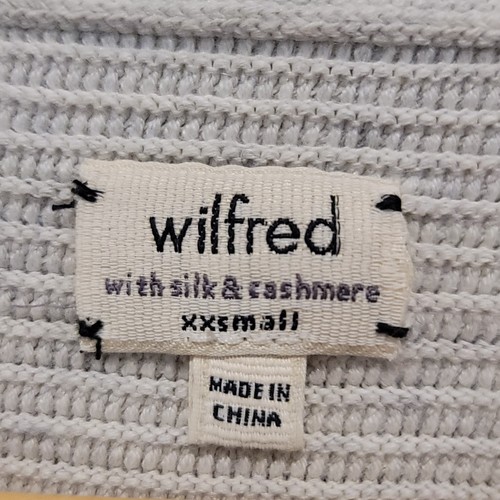 wilfred
with silk & cashmere
xxsmall
MADE IN
CHINA